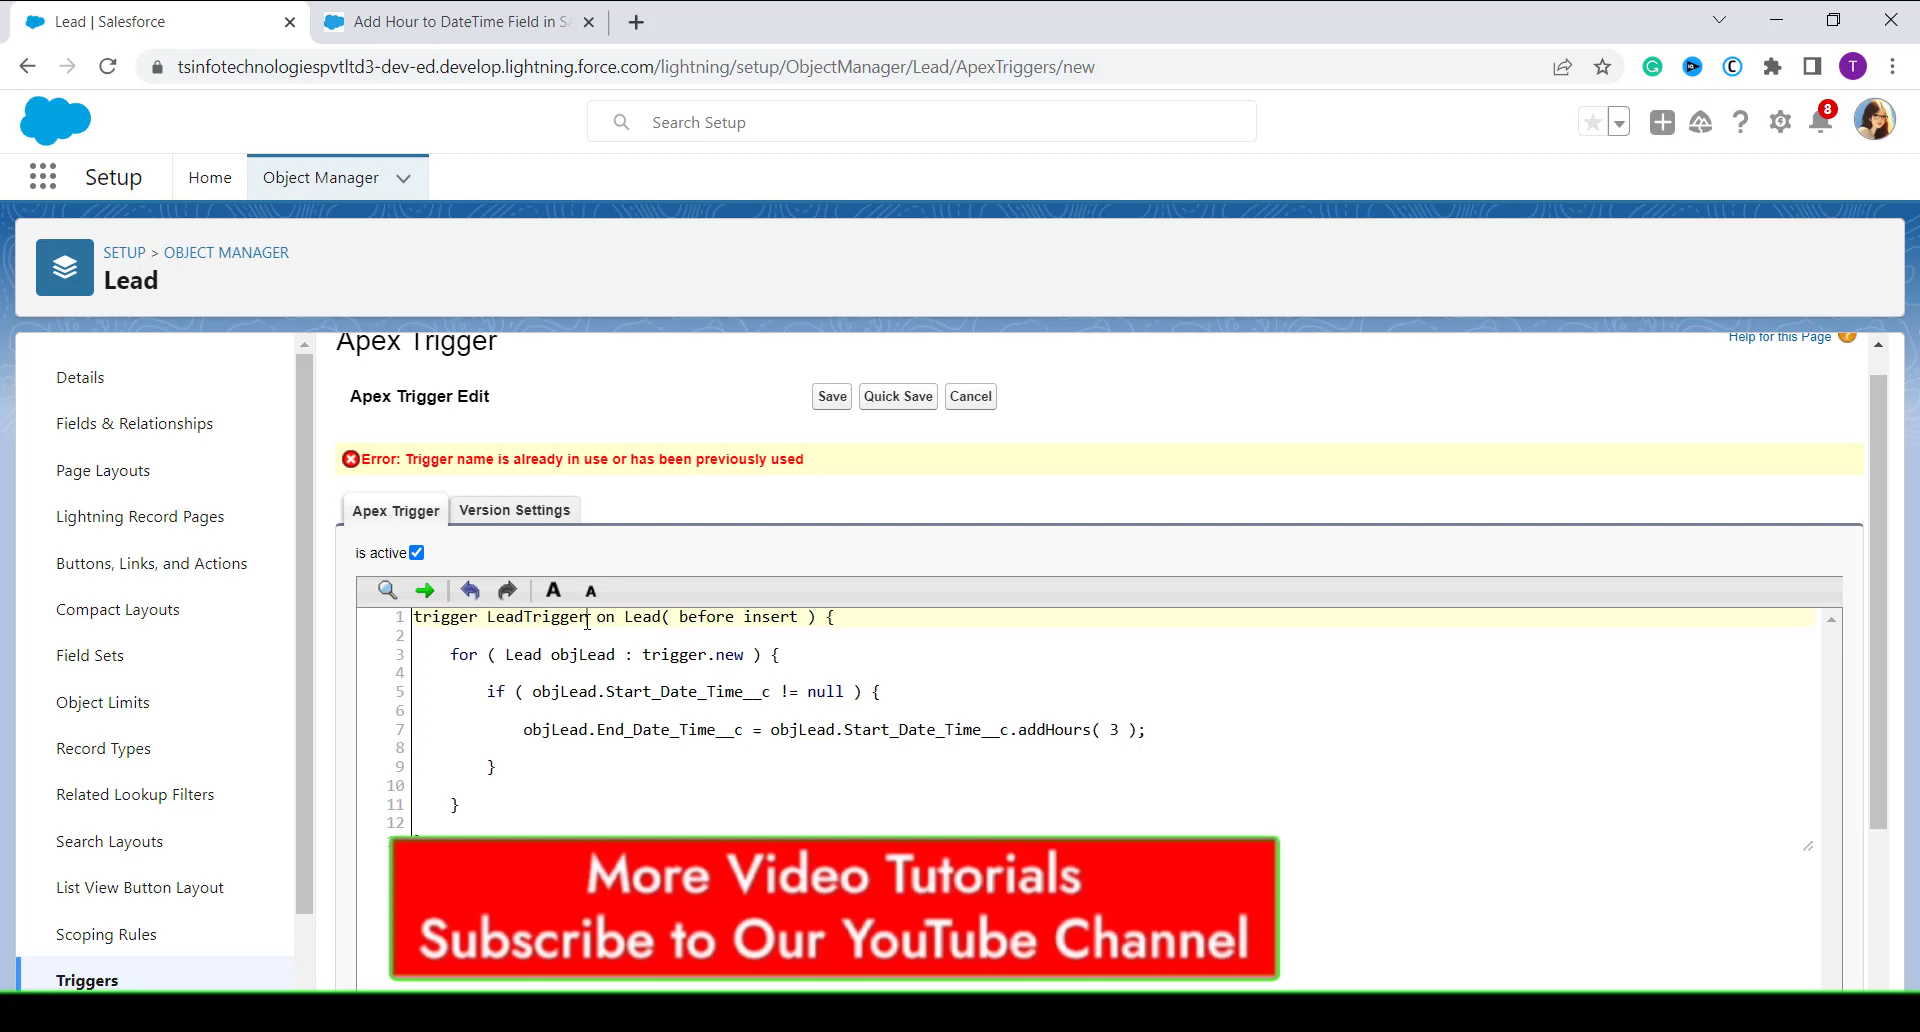 Lead | Salesforce
Add Hour to DateTime Field in Sa
tsinfotechnologiespvtltd3-dev-ed.develop.lightning.force.com/lightning/setup/ObjectManager/Lead/ApexTriggers/new
T
Search Setup
8
Setup
Home
Object Manager
SETUP > OBJECT MANAGER
Lead
Details
Fields & Relationships
Page Layouts
Lightning Record Pages
Buttons, Links, and Actions
Compact Layouts
Field Sets
Object Limits
Record Types
Related Lookup Filters
Search Layouts
List View Button Layout
Scoping Rules
Triggers
Apex Trigger
Help for this Page
Apex Trigger Edit
Save
Quick Save
Cancel
Error: Trigger name is already in use or has been previously used
Apex Trigger
Version Settings
is active
A
A
1 trigger LeadTrigger on Lead( before insert ) {
2
3 for ( Lead objLead : trigger.new ) {
4
5 if ( objLead.Start_Date_Time__c != null ) {
6
7 objLead.End_Date_Time__c = objLead.Start_Date_Time__c.addHours( 3 );
8
9 }
10
11 }
12
More Video Tutorials
Subscribe to Our YouTube Channel